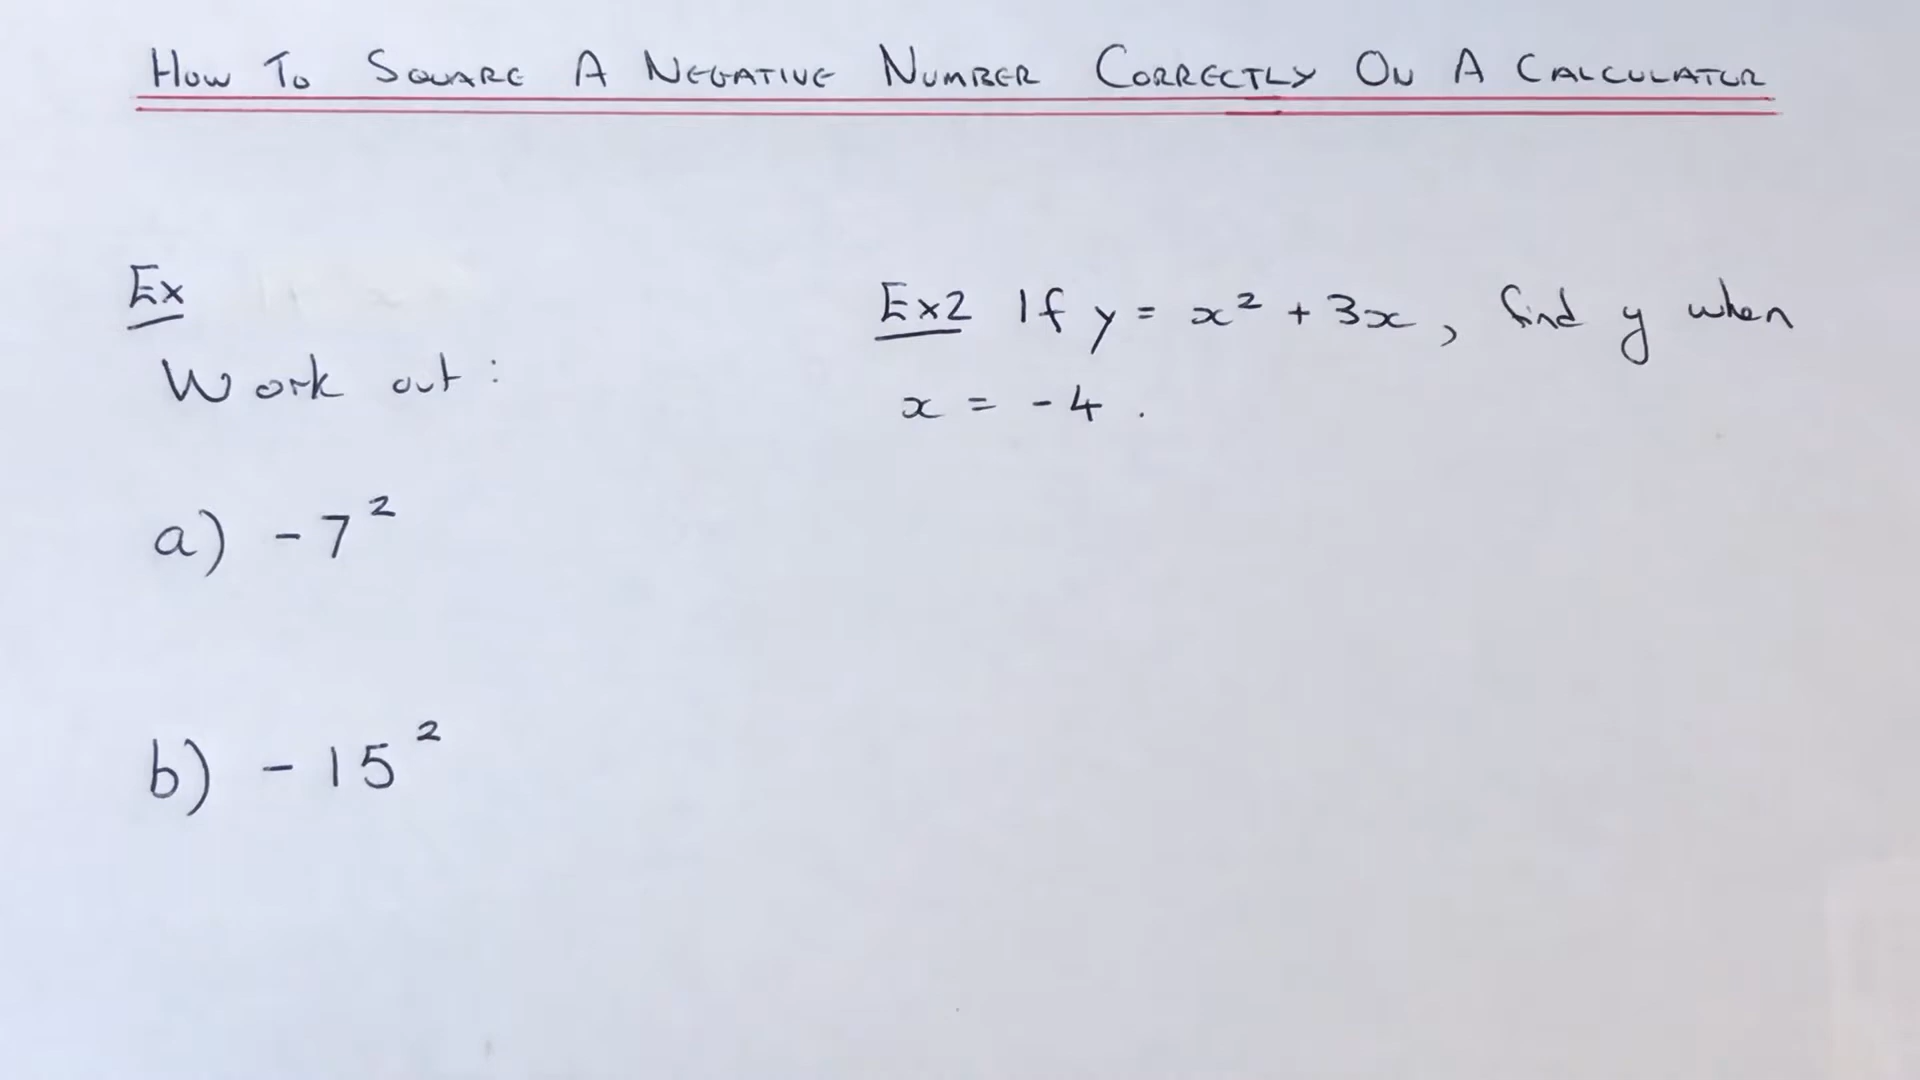 HOW TO SQUARE A NEGATIVE NUMBER CORRECTLY ON A CALCULATOR
Ex
Work out :
a) -7²
b) -15²
Ex2 If y = x² + 3x, find y when
x = -4 .